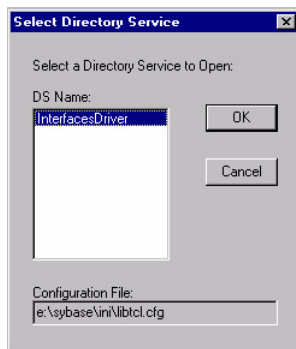 Select Directory Service
Select a Directory Service to Open:
DS Name:
InterfacesDriver
OK
Cancel
Configuration File:
e:\sybase\ini\libtcl.cfg